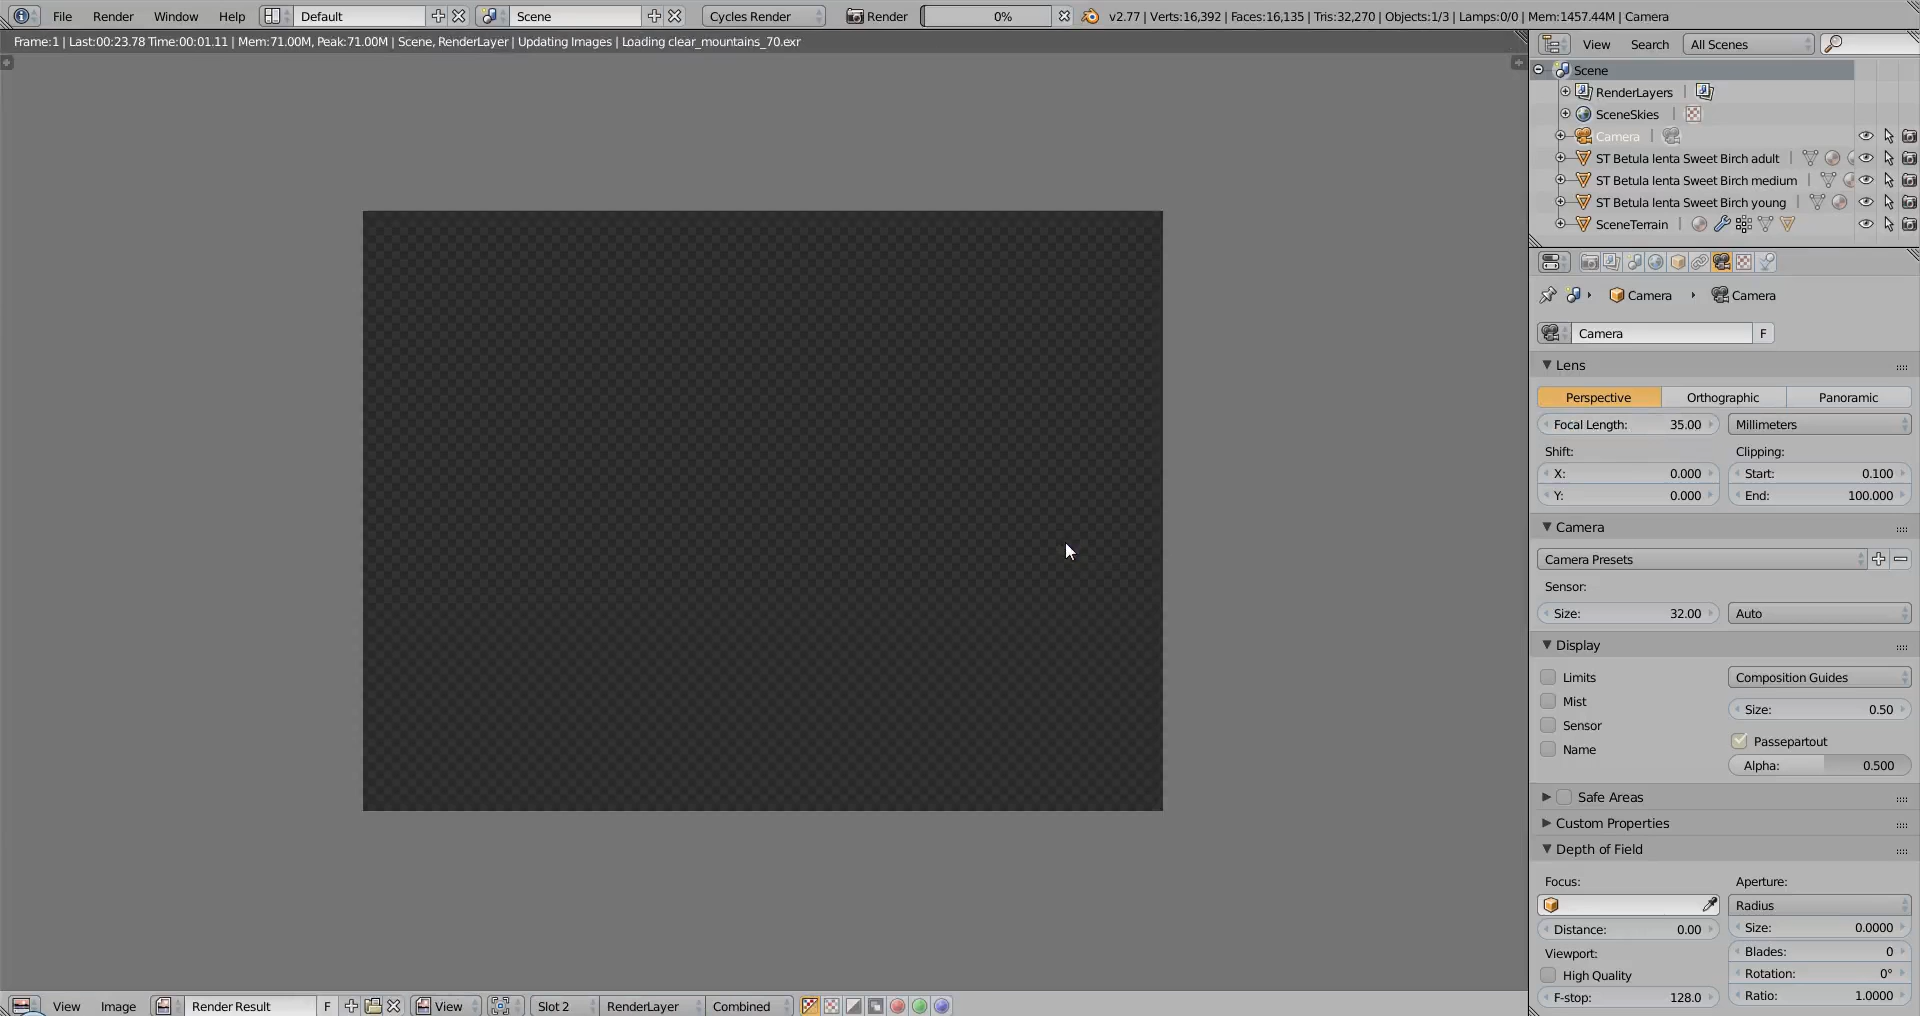 File Render Window Help Default Scene Cycles Render Render 0% v2.77 | Verts:16,392 | Faces:16,135 | Tris:32,270 | Objects:1/3 | Lamps:0/0 | Mem:1457.44M | Camera
Frame:1 | Last:00:23.78 Time:00:01.11 | Mem:71.00M, Peak:71.00M | Scene, RenderLayer | Updating Images | Loading clear_mountains_70.exr
View Search All Scenes
Scene
RenderLayers
SceneSkies
Camera
ST Betula lenta Sweet Birch adult
ST Betula lenta Sweet Birch medium
ST Betula lenta Sweet Birch young
SceneTerrain
Camera Camera
Camera F
Lens
Perspective Orthographic Panoramic
Focal Length: 35.00 Millimeters
Shift: Clipping:
X: 0.000 Start: 0.100
Y: 0.000 End: 100.000
Camera
Camera Presets
Sensor:
Size: 32.00 Auto
Display
Limits Composition Guides
Mist Size: 0.50
Sensor Passepartout
Name Alpha: 0.500
Safe Areas
Custom Properties
Depth of Field
Focus: Aperture:
Radius
Distance: 0.00 Size: 0.0000
Viewport: Blades: 0
High Quality Rotation: 0°
F-stop: 128.0 Ratio: 1.0000
View Image Render Result F View Slot 2 RenderLayer Combined